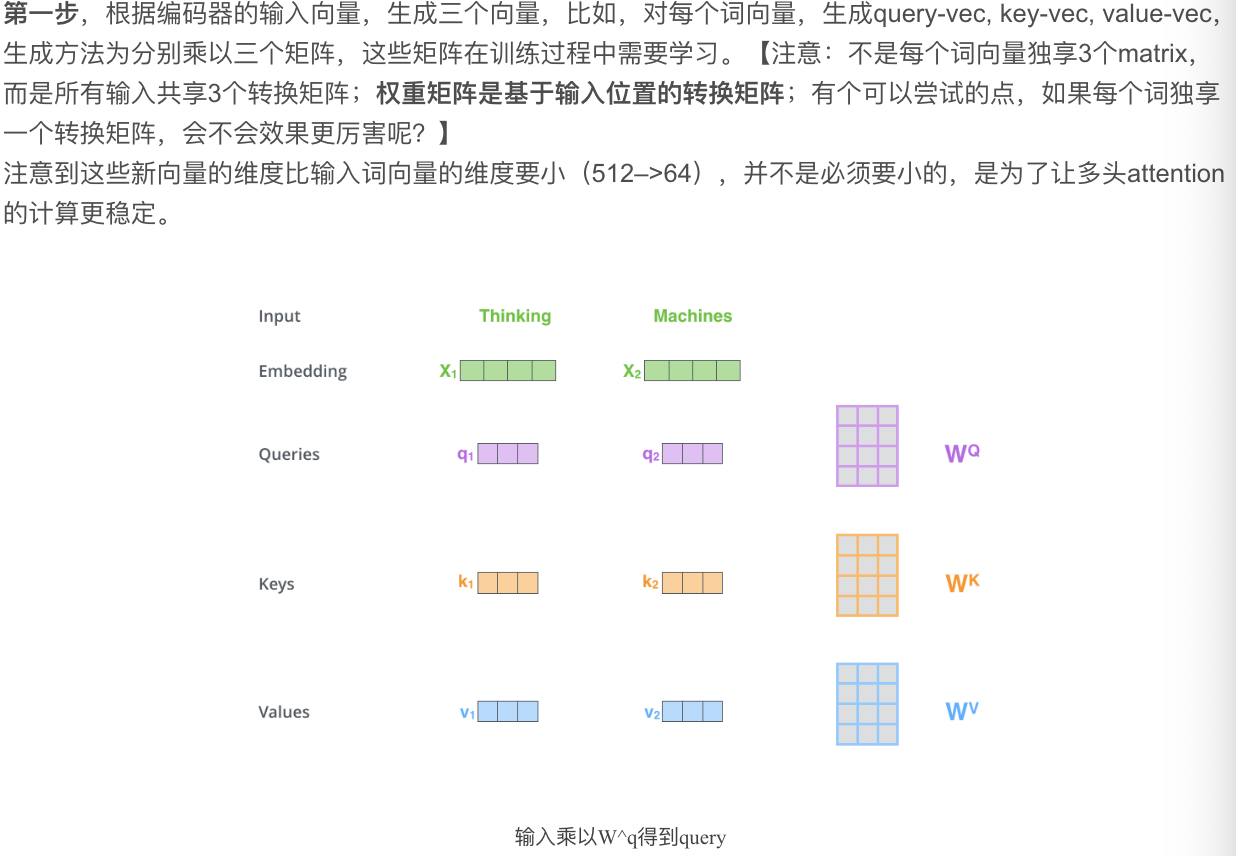 第一步，根据编码器的输入向量，生成三个向量，比如，对每个词向量，生成query-vec, key-vec, value-vec，
生成方法为分别乘以三个矩阵，这些矩阵在训练过程中需要学习。【注意：不是每个词向量独享3个matrix，
而是所有输入共享3个转换矩阵；权重矩阵是基于输入位置的转换矩阵；有个可以尝试的点，如果每个词独享
一个转换矩阵，会不会效果更厉害呢？】
注意到这些新向量的维度比输入词向量的维度要小（512–>64），并不是必须要小的，是为了让多头attention
的计算更稳定。
Input Thinking Machines
Embedding X1 X2
Queries q1 q2 WQ
Keys k1 k2 WK
Values v1 v2 WV
输入乘以W^q得到query